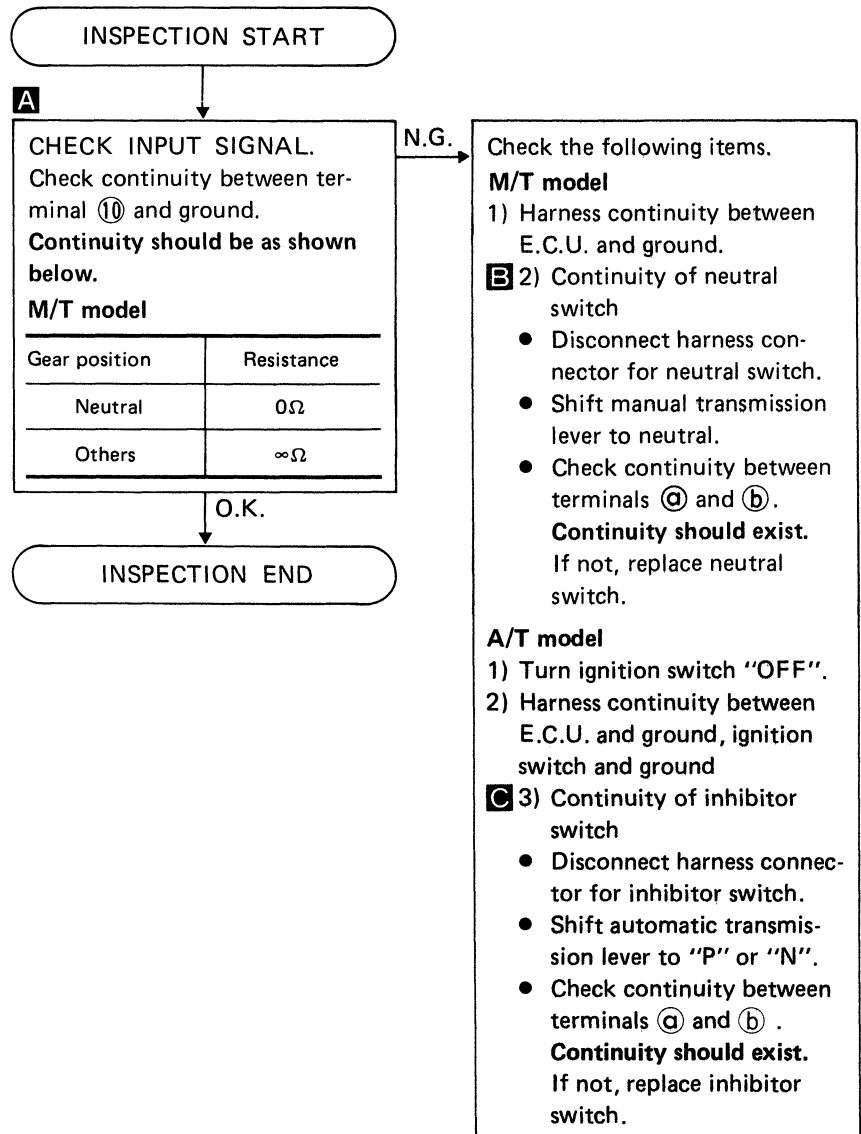 INSPECTION START
A
CHECK INPUT SIGNAL.
Check continuity between ter-
minal ⑩ and ground.
Continuity should be as shown
below.
M/T model
Gear position Resistance
Neutral 0Ω
Others ∞Ω
O.K.
INSPECTION END
N.G.
Check the following items.
M/T model
1) Harness continuity between
E.C.U. and ground.
B 2) Continuity of neutral
switch
● Disconnect harness con-
nector for neutral switch.
● Shift manual transmission
lever to neutral.
● Check continuity between
terminals ⓐ and ⓑ.
Continuity should exist.
If not, replace neutral
switch.
A/T model
1) Turn ignition switch "OFF".
2) Harness continuity between
E.C.U. and ground, ignition
switch and ground
C 3) Continuity of inhibitor
switch
● Disconnect harness connec-
tor for inhibitor switch.
● Shift automatic transmis-
sion lever to "P" or "N".
● Check continuity between
terminals ⓐ and ⓑ .
Continuity should exist.
If not, replace inhibitor
switch.